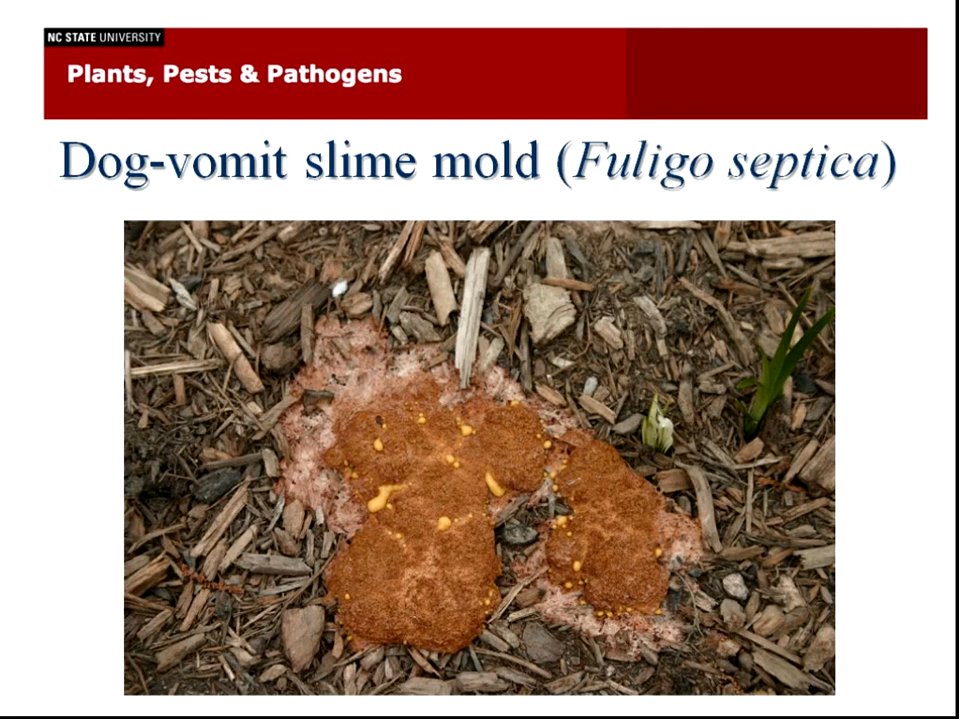 NC STATE UNIVERSITY
Plants, Pests & Pathogens
Dog-vomit slime mold (Fuligo septica)